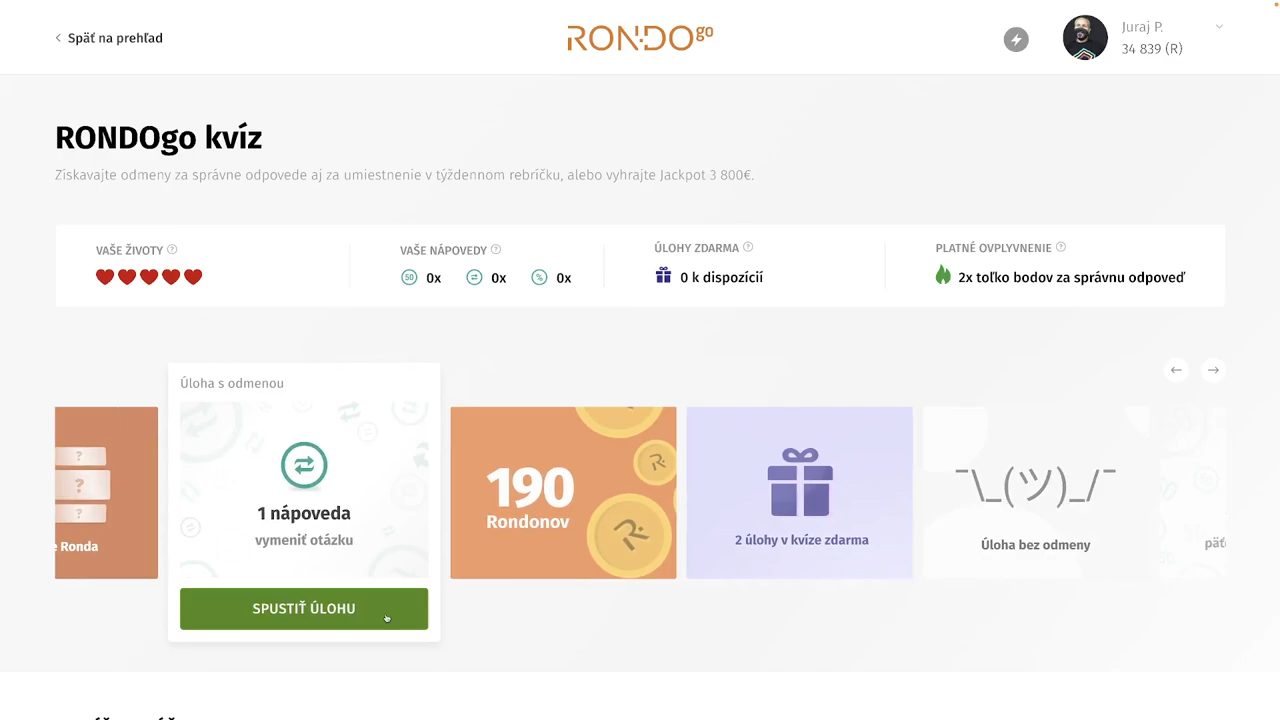 Späť na prehľad
RONDOgo
Juraj P.
34 839 (R)
RONDOgo kvíz
Získavajte odmeny za správne odpovede aj za umiestnenie v týždennom rebríčku, alebo vyhrajte Jackpot 3 800€.
VAŠE ŽIVOTY
VAŠE NÁPOVEDY
50 0x
0x
% 0x
ÚLOHY ZDARMA
0 k dispozícií
PLATNÉ OVPLYVNENIE
2x toľko bodov za správnu odpoveď
e Ronda
Úloha s odmenou
1 nápoveda
vymeniť otázku
SPUSTIŤ ÚLOHU
190
Rondonov
2 úlohy v kvíze zdarma
¯\_(ツ)_/¯
Úloha bez odmeny